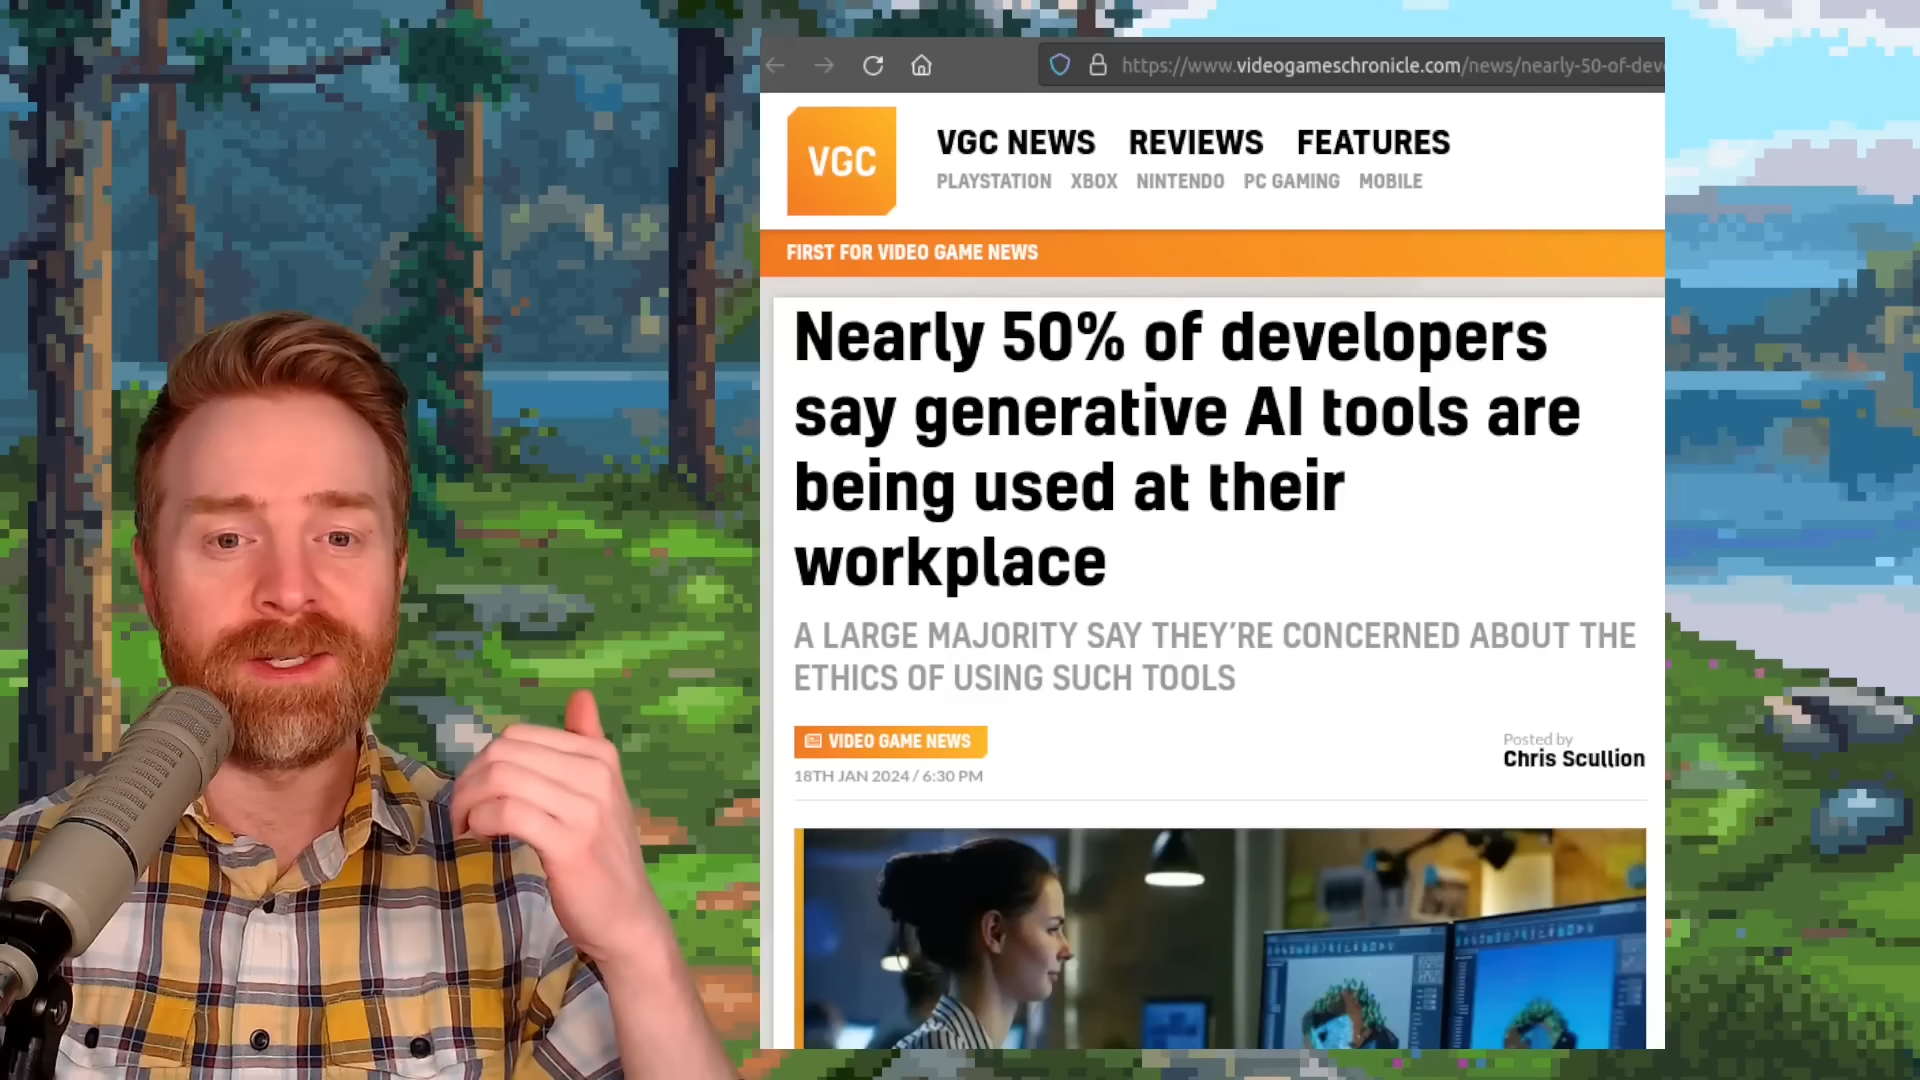 https://www.videogameschronicle.com/news/nearly-50-of-deve
VGC
VGC NEWS REVIEWS FEATURES
PLAYSTATION XBOX NINTENDO PC GAMING MOBILE
FIRST FOR VIDEO GAME NEWS
Nearly 50% of developers
say generative AI tools are
being used at their
workplace
A LARGE MAJORITY SAY THEY'RE CONCERNED ABOUT THE
ETHICS OF USING SUCH TOOLS
VIDEO GAME NEWS
18TH JAN 2024 / 6:30 PM
Posted by
Chris Scullion